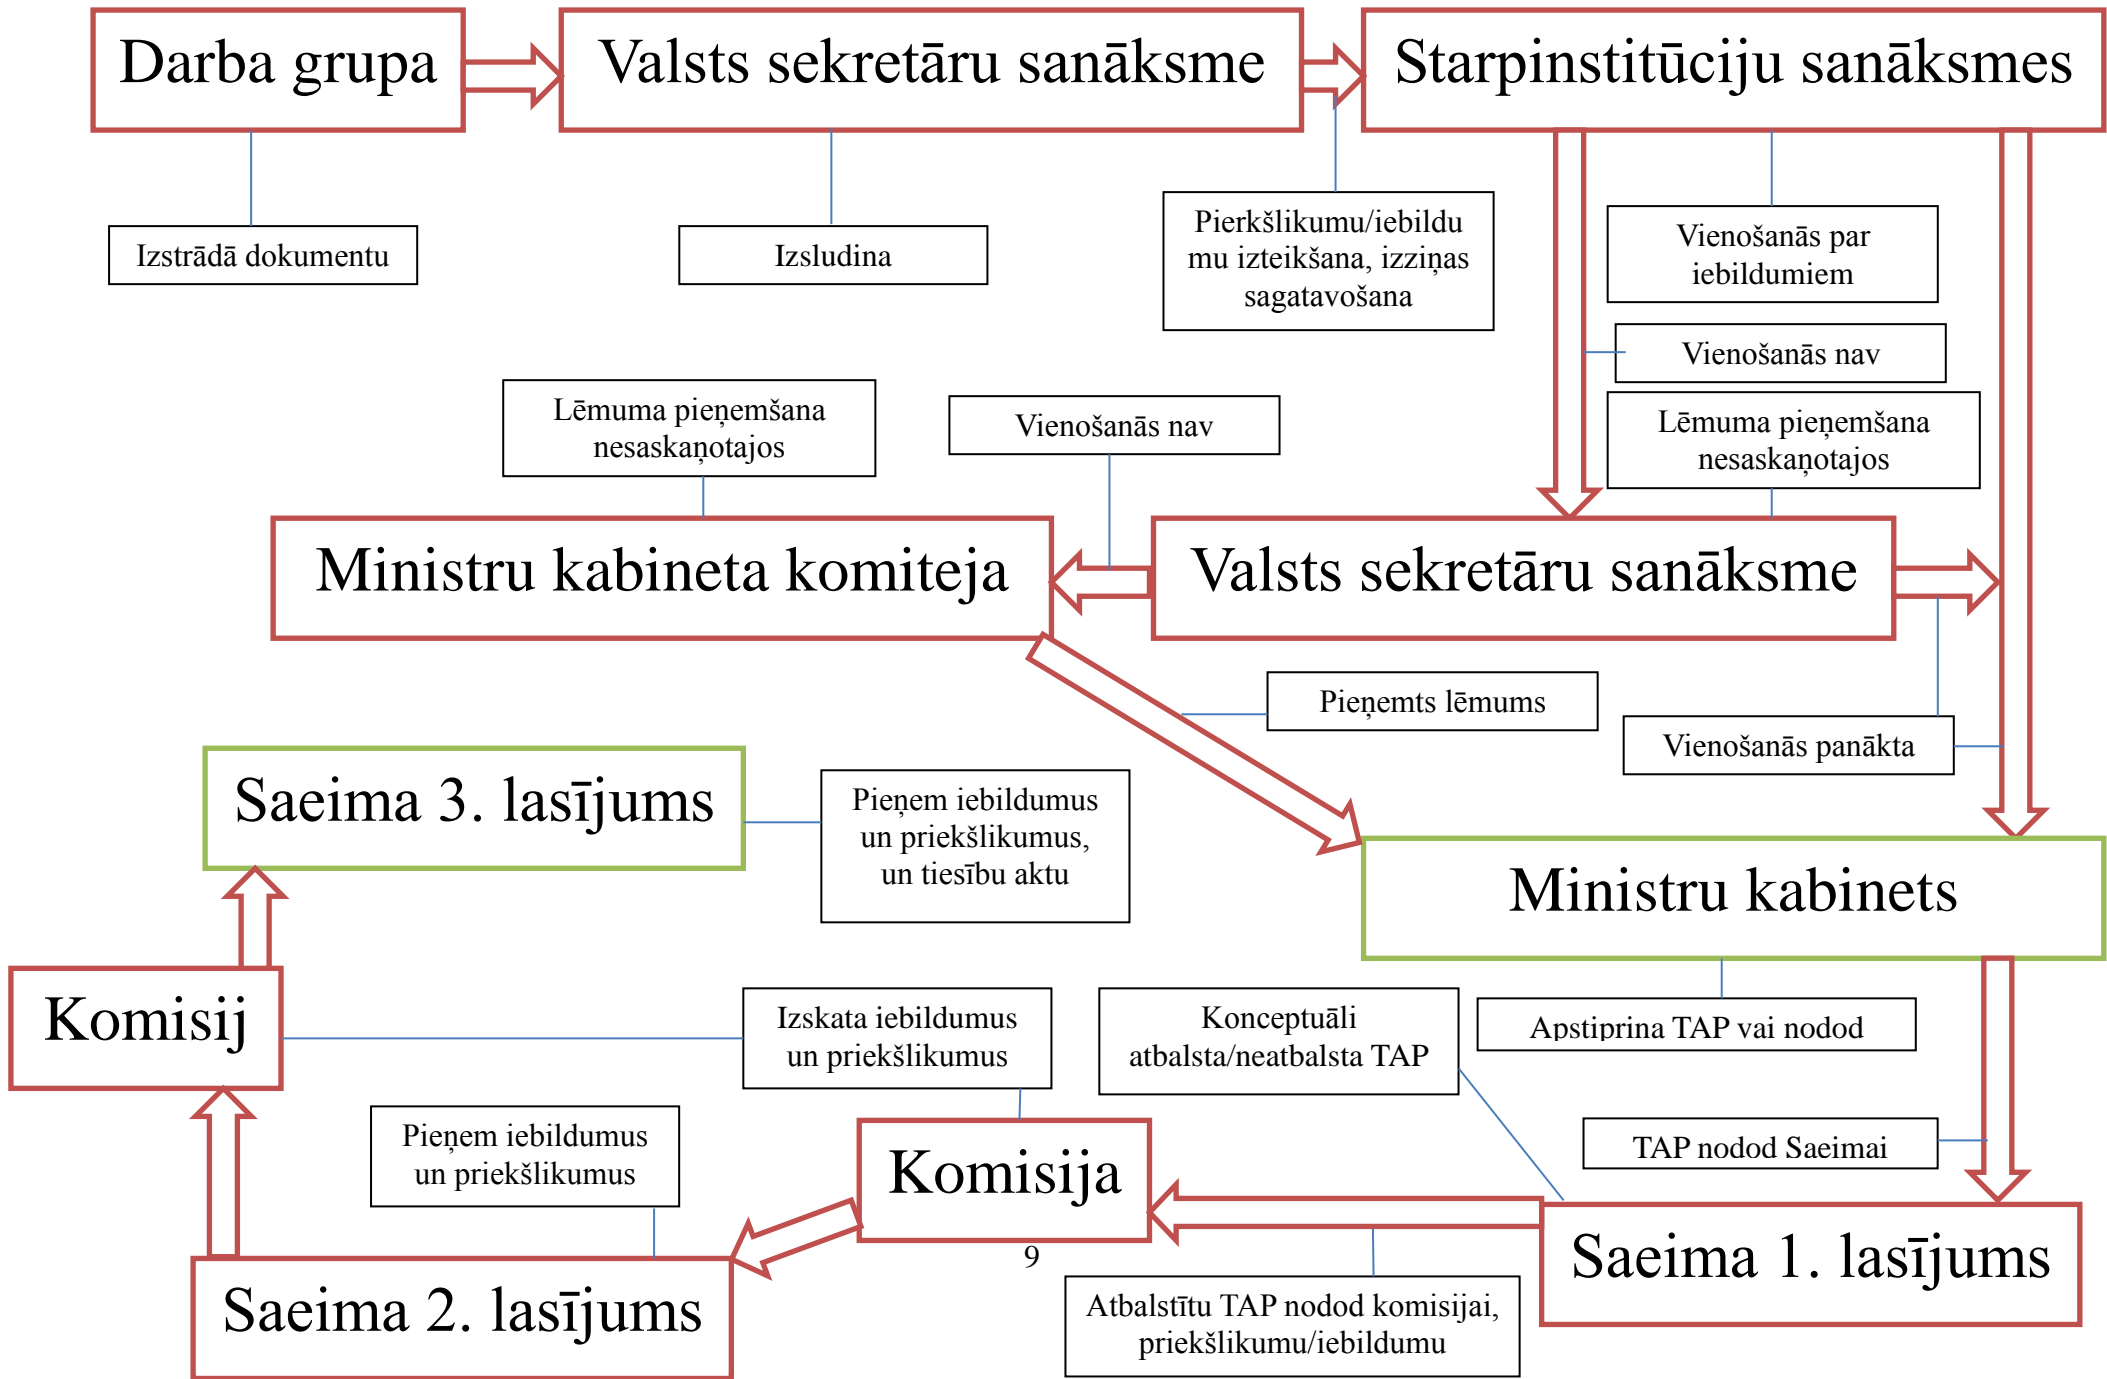 Darba grupa
Valsts sekretāru sanāksme
Starpinstitūciju sanāksmes
Izstrādā dokumentu
Izsludina
Pierkšlikumu/iebildu
mu izteikšana, izziņas
sagatavošana
Vienošanās par
iebildumiem
Vienošanās nav
Lēmuma pieņemšana
nesaskaņotajos
Vienošanās nav
Lēmuma pieņemšana
nesaskaņotajos
Ministru kabineta komiteja
Valsts sekretāru sanāksme
Pieņemts lēmums
Vienošanās panākta
Saeima 3. lasījums
Pieņem iebildumus
un priekšlikumus,
un tiesību aktu
Ministru kabinets
Komisij
Izskata iebildumus
un priekšlikumus
Konceptuāli
atbalsta/neatbalsta TAP
Apstiprina TAP vai nodod
Pieņem iebildumus
un priekšlikumus
Komisija
TAP nodod Saeimai
9
Saeima 2. lasījums
Atbalstītu TAP nodod komisijai,
priekšlikumu/iebildumu
Saeima 1. lasījums